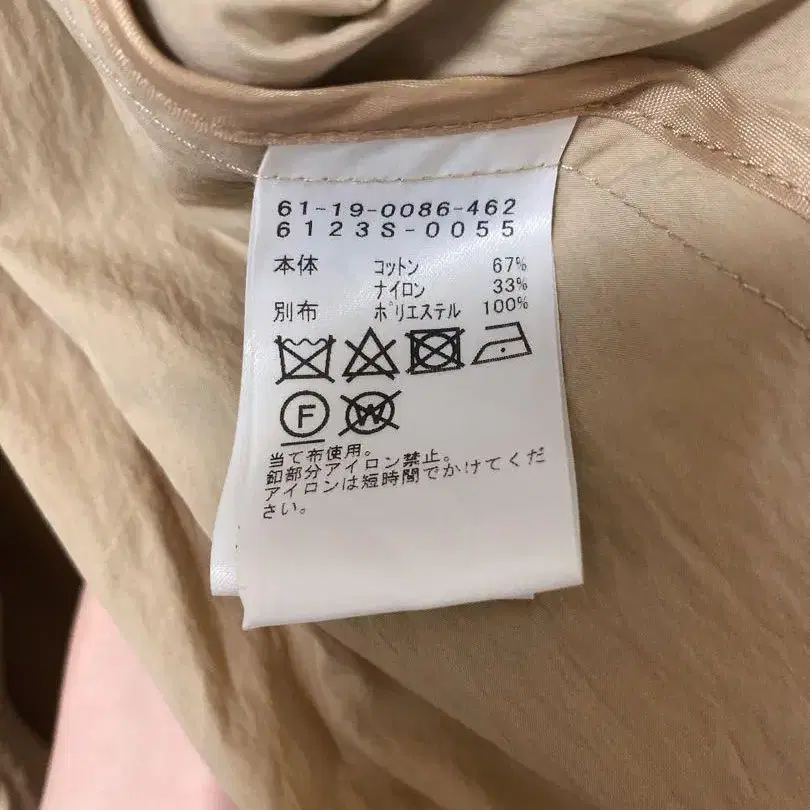 61-19-0086-462
6123S-0055
本体 コットン 67%
ナイロン 33%
別布 ポリエステル 100%
F W
当て布使用。
釦部分アイロン禁止。
アイロンは短時間でかけてくだ
さい。